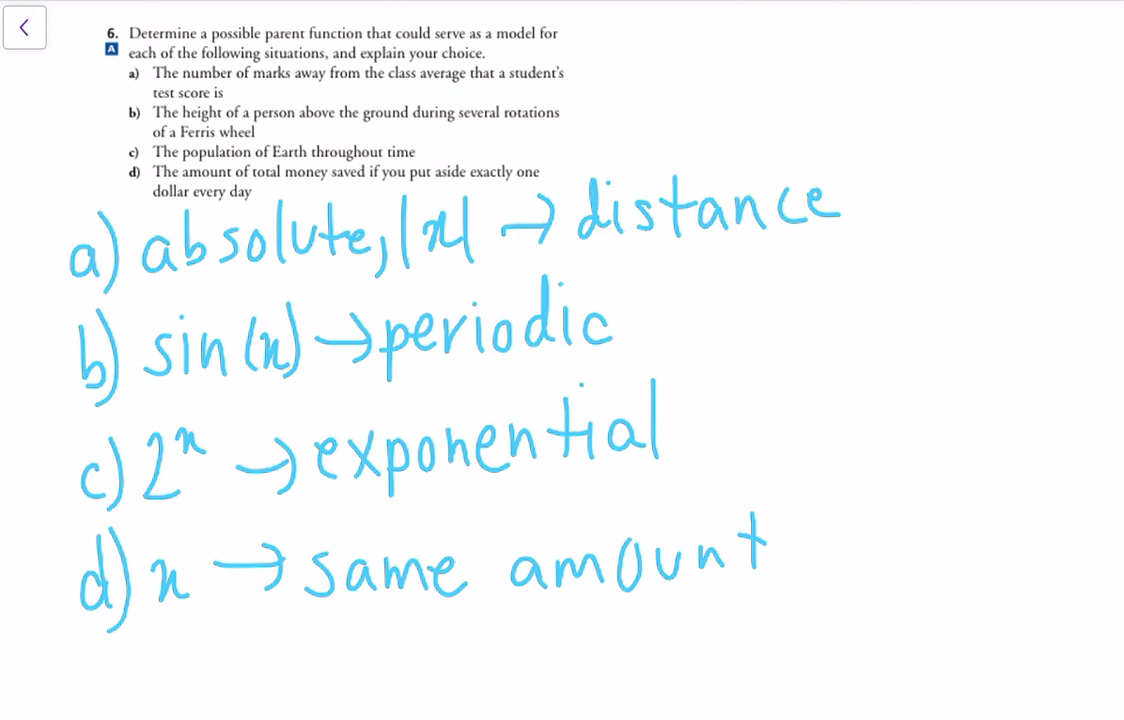 6. Determine a possible parent function that could serve as a model for
A each of the following situations, and explain your choice.
a) The number of marks away from the class average that a student's
test score is
b) The height of a person above the ground during several rotations
of a Ferris wheel
c) The population of Earth throughout time
d) The amount of total money saved if you put aside exactly one
dollar every day
a) absolute, |x| → distance
b) sin(x) → periodic
c) 2^x → exponential
d) x → same amount